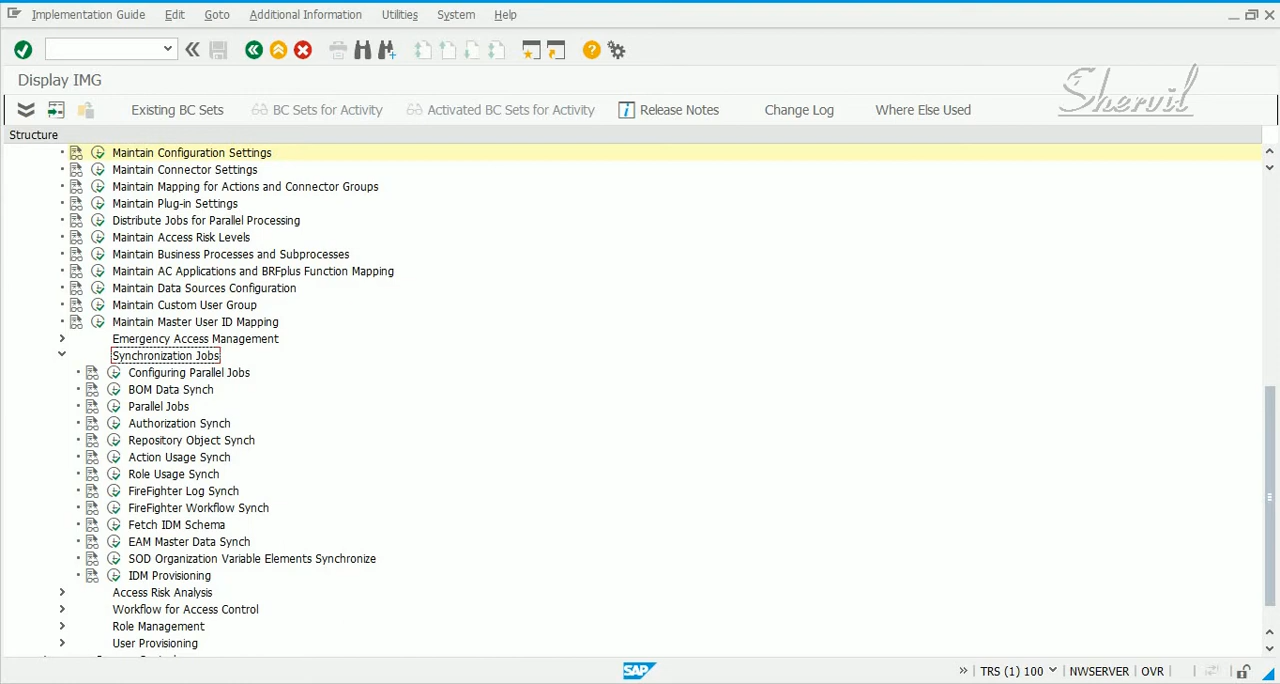 Implementation Guide Edit Goto Additional Information Utilities System Help
Display IMG
Existing BC Sets BC Sets for Activity Activated BC Sets for Activity Release Notes Change Log Where Else Used
Shervil
Structure
Maintain Configuration Settings
Maintain Connector Settings
Maintain Mapping for Actions and Connector Groups
Maintain Plug-in Settings
Distribute Jobs for Parallel Processing
Maintain Access Risk Levels
Maintain Business Processes and Subprocesses
Maintain AC Applications and BRFplus Function Mapping
Maintain Data Sources Configuration
Maintain Custom User Group
Maintain Master User ID Mapping
Emergency Access Management
Synchronization Jobs
Configuring Parallel Jobs
BOM Data Synch
Parallel Jobs
Authorization Synch
Repository Object Synch
Action Usage Synch
Role Usage Synch
FireFighter Log Synch
FireFighter Workflow Synch
Fetch IDM Schema
EAM Master Data Synch
SOD Organization Variable Elements Synchronize
IDM Provisioning
Access Risk Analysis
Workflow for Access Control
Role Management
User Provisioning
SAP TRS (1) 100 NWSERVER OVR